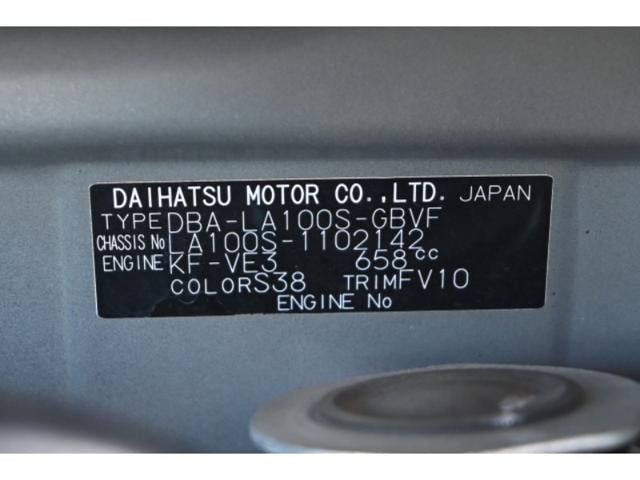 DAIHATSU MOTOR CO.,LTD. JAPAN
TYPE DBA-LA100S-GBVF
CHASSIS No LA100S-1102142
ENGINE KF-VE3 658cc
COLOR S38 TRIM FV10
ENGINE No